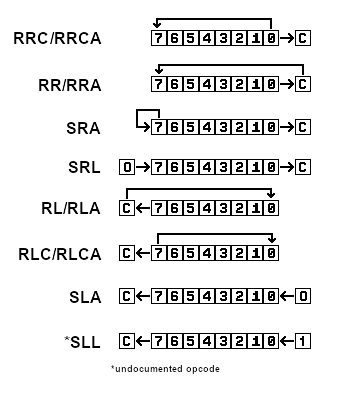 RRC/RRCA 7 6 5 4 3 2 1 0 → C
RR/RRA 7 6 5 4 3 2 1 0 → C
SRA 7 6 5 4 3 2 1 0 → C
SRL 0 → 7 6 5 4 3 2 1 0 → C
RL/RLA C ← 7 6 5 4 3 2 1 0
RLC/RLCA C ← 7 6 5 4 3 2 1 0
SLA C ← 7 6 5 4 3 2 1 0 ← 0
*SLL C ← 7 6 5 4 3 2 1 0 ← 1
*undocumented opcode